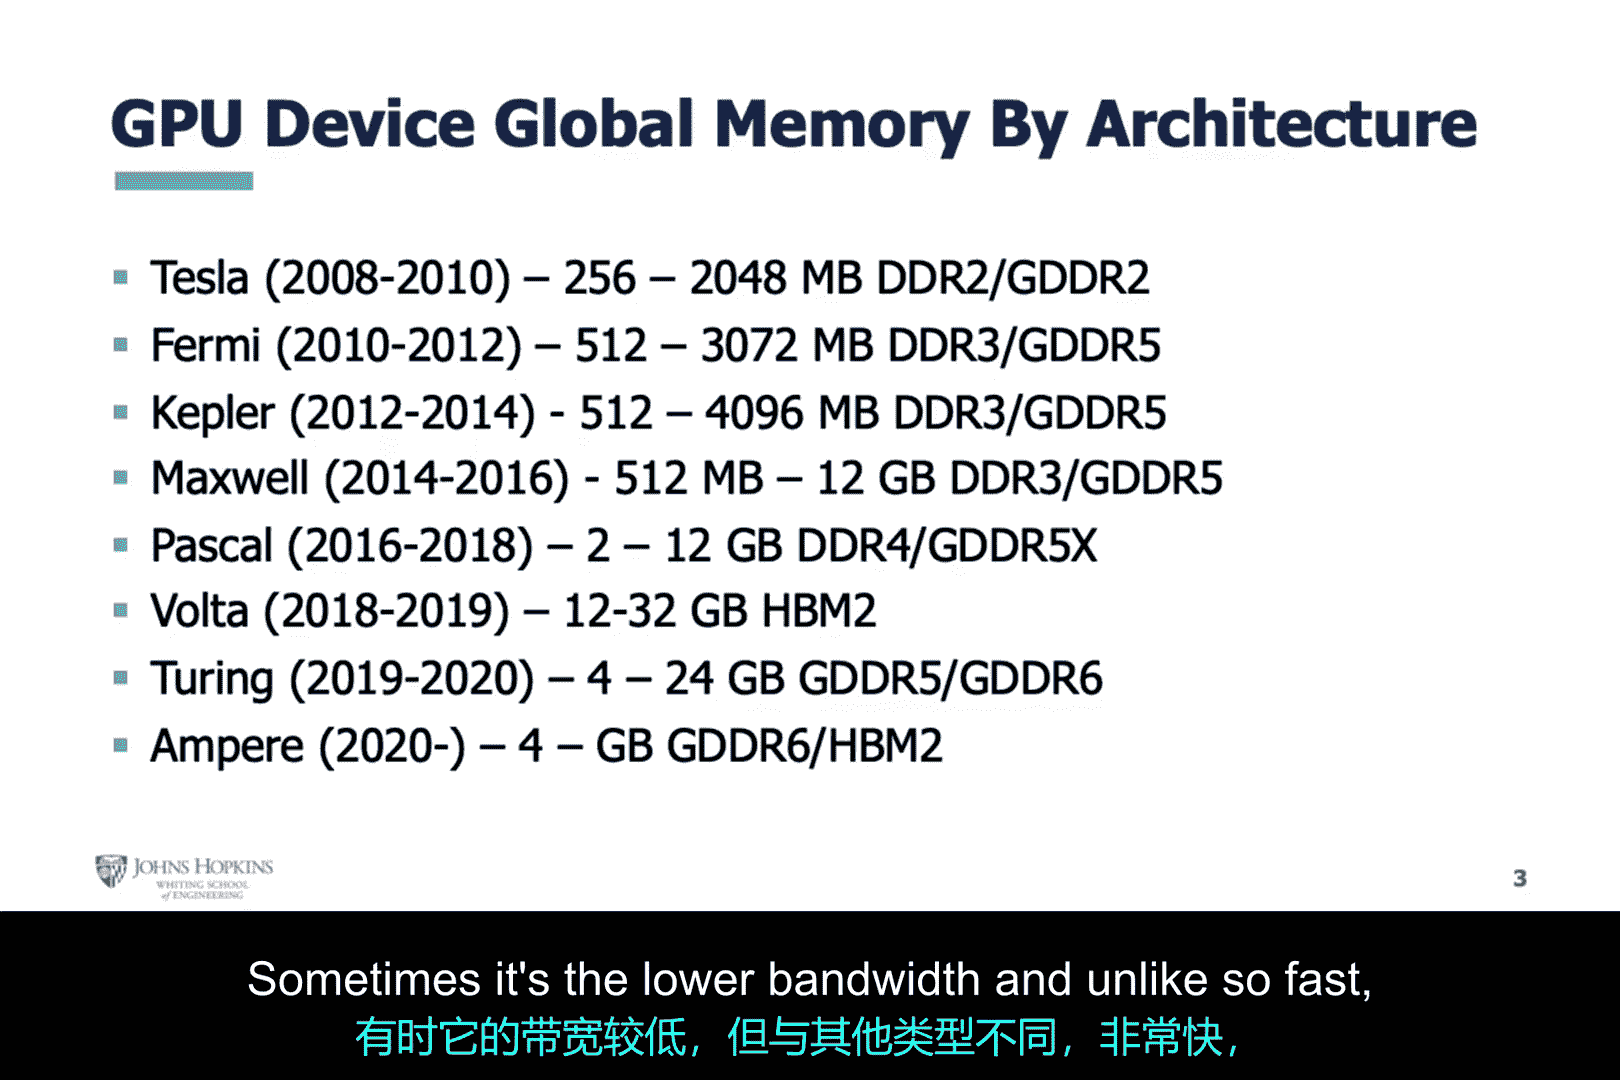 GPU Device Global Memory By Architecture
Tesla (2008-2010) – 256 – 2048 MB DDR2/GDDR2
Fermi (2010-2012) – 512 – 3072 MB DDR3/GDDR5
Kepler (2012-2014) - 512 – 4096 MB DDR3/GDDR5
Maxwell (2014-2016) - 512 MB – 12 GB DDR3/GDDR5
Pascal (2016-2018) – 2 – 12 GB DDR4/GDDR5X
Volta (2018-2019) – 12-32 GB HBM2
Turing (2019-2020) – 4 – 24 GB GDDR5/GDDR6
Ampere (2020-) – 4 – GB GDDR6/HBM2
JOHNS HOPKINS
WHITING SCHOOL
of ENGINEERING
3
Sometimes it's the lower bandwidth and unlike so fast,
有时它的带宽较低，但与其他类型不同，非常快，